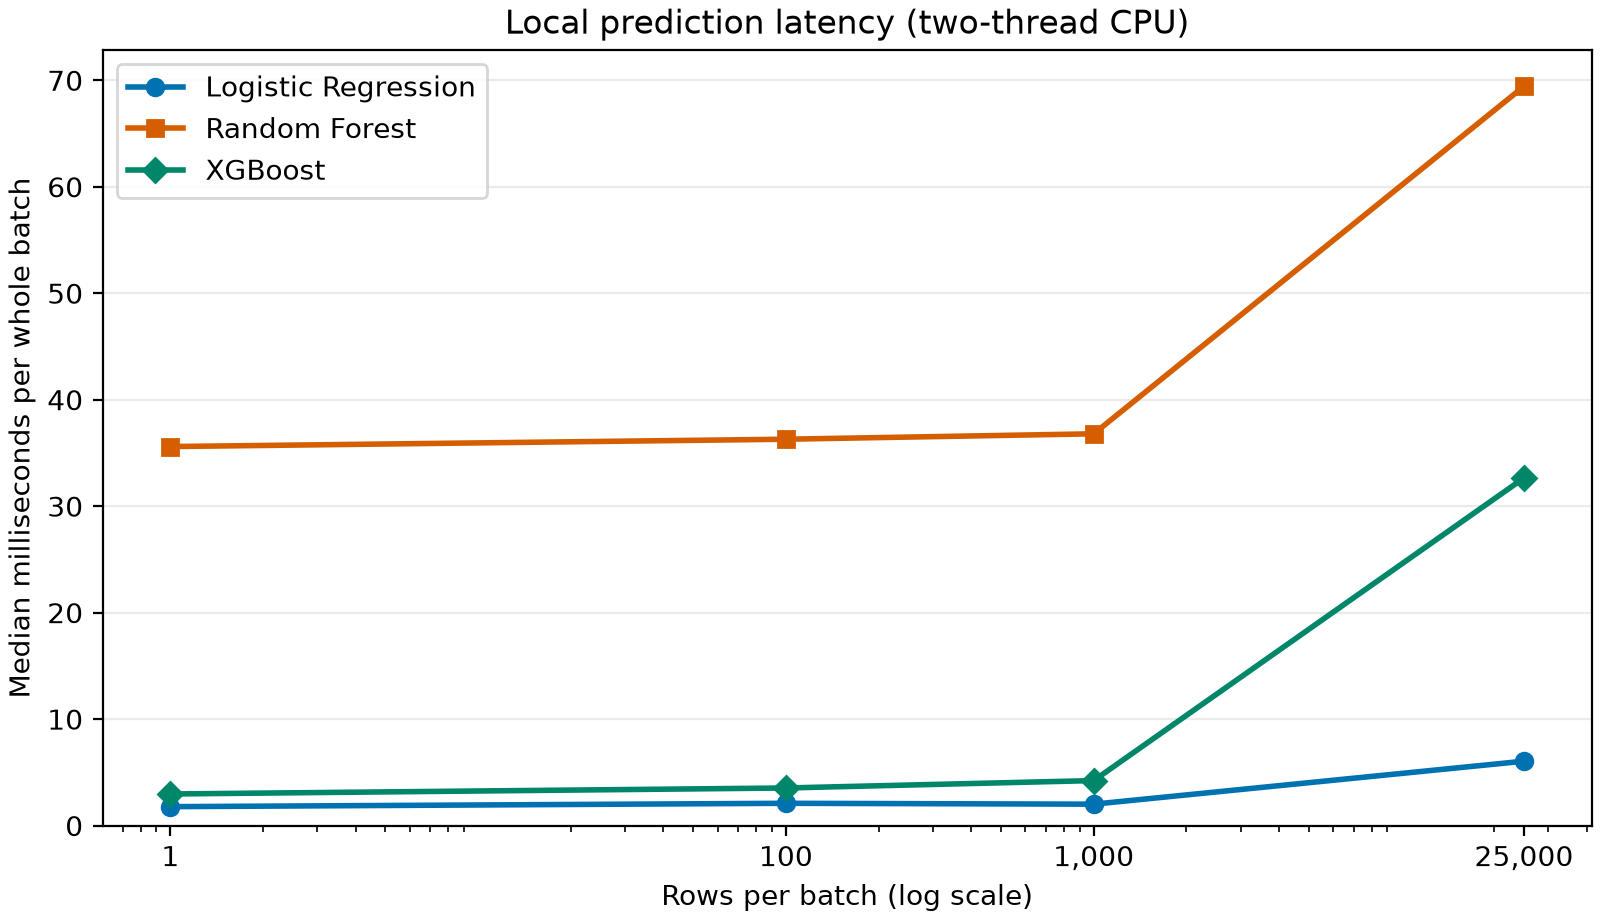 Local prediction latency (two-thread CPU)
Logistic Regression
Random Forest
XGBoost
Median milliseconds per whole batch
70
60
50
40
30
20
10
0
1
100
1,000
25,000
Rows per batch (log scale)